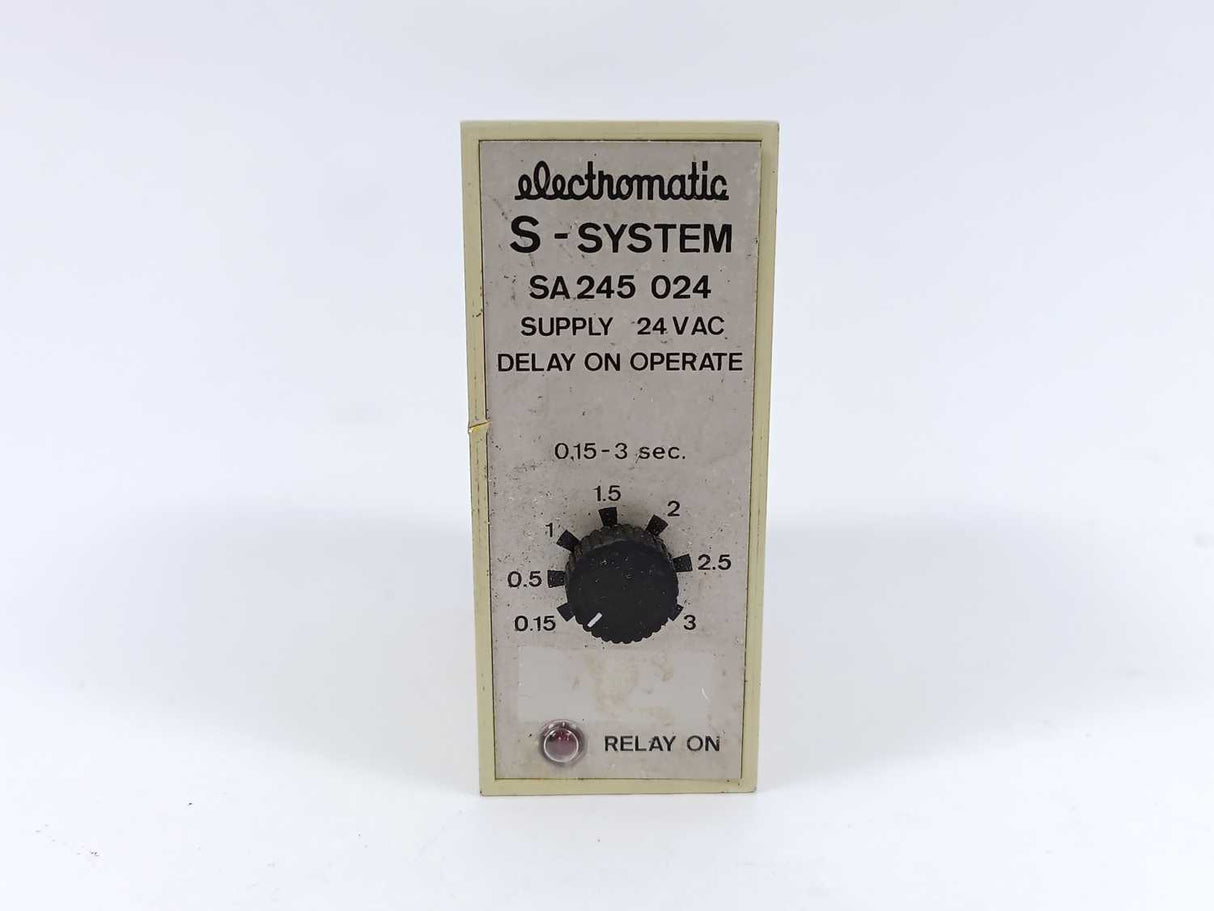 electromatic
S - SYSTEM
SA 245 024
SUPPLY 24 VAC
DELAY ON OPERATE
0.15 - 3 sec.
1.5
1 2
0.5 2.5
0.15 3
RELAY ON